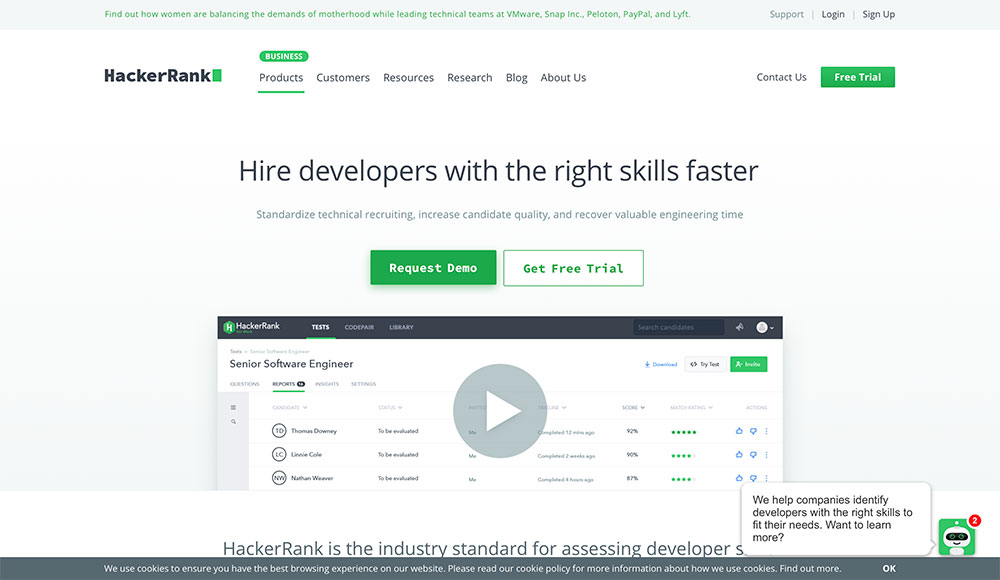 Find out how women are balancing the demands of motherhood while leading technical teams at VMware, Snap Inc., Peloton, PayPal, and Lyft.
Support | Login | Sign Up
BUSINESS
HackerRank
Products Customers Resources Research Blog About Us
Contact Us Free Trial
Hire developers with the right skills faster
Standardize technical recruiting, increase candidate quality, and recover valuable engineering time
Request Demo Get Free Trial
HackerRank
TESTS CODEPAIR LIBRARY
Search candidates
Tests > Senior Software Engineer
Senior Software Engineer
Download Try Test Invite
QUESTIONS REPORTS 14 INSIGHTS SETTINGS
CANDIDATE STATUS TIMELINE SCORE MATCH RATING ACTIONS
TD Thomas Downey To be evaluated Me Completed 12 mins ago 92%
LC Linnie Cole To be evaluated Completed 2 weeks ago 90%
NW Nathan Weaver To be evaluated Me Completed 4 hours ago 87%
We help companies identify
developers with the right skills to
fit their needs. Want to learn
more?
2
HackerRank is the industry standard for assessing developer
We use cookies to ensure you have the best browsing experience on our website. Please read our cookie policy for more information about how we use cookies. Find out more.
OK